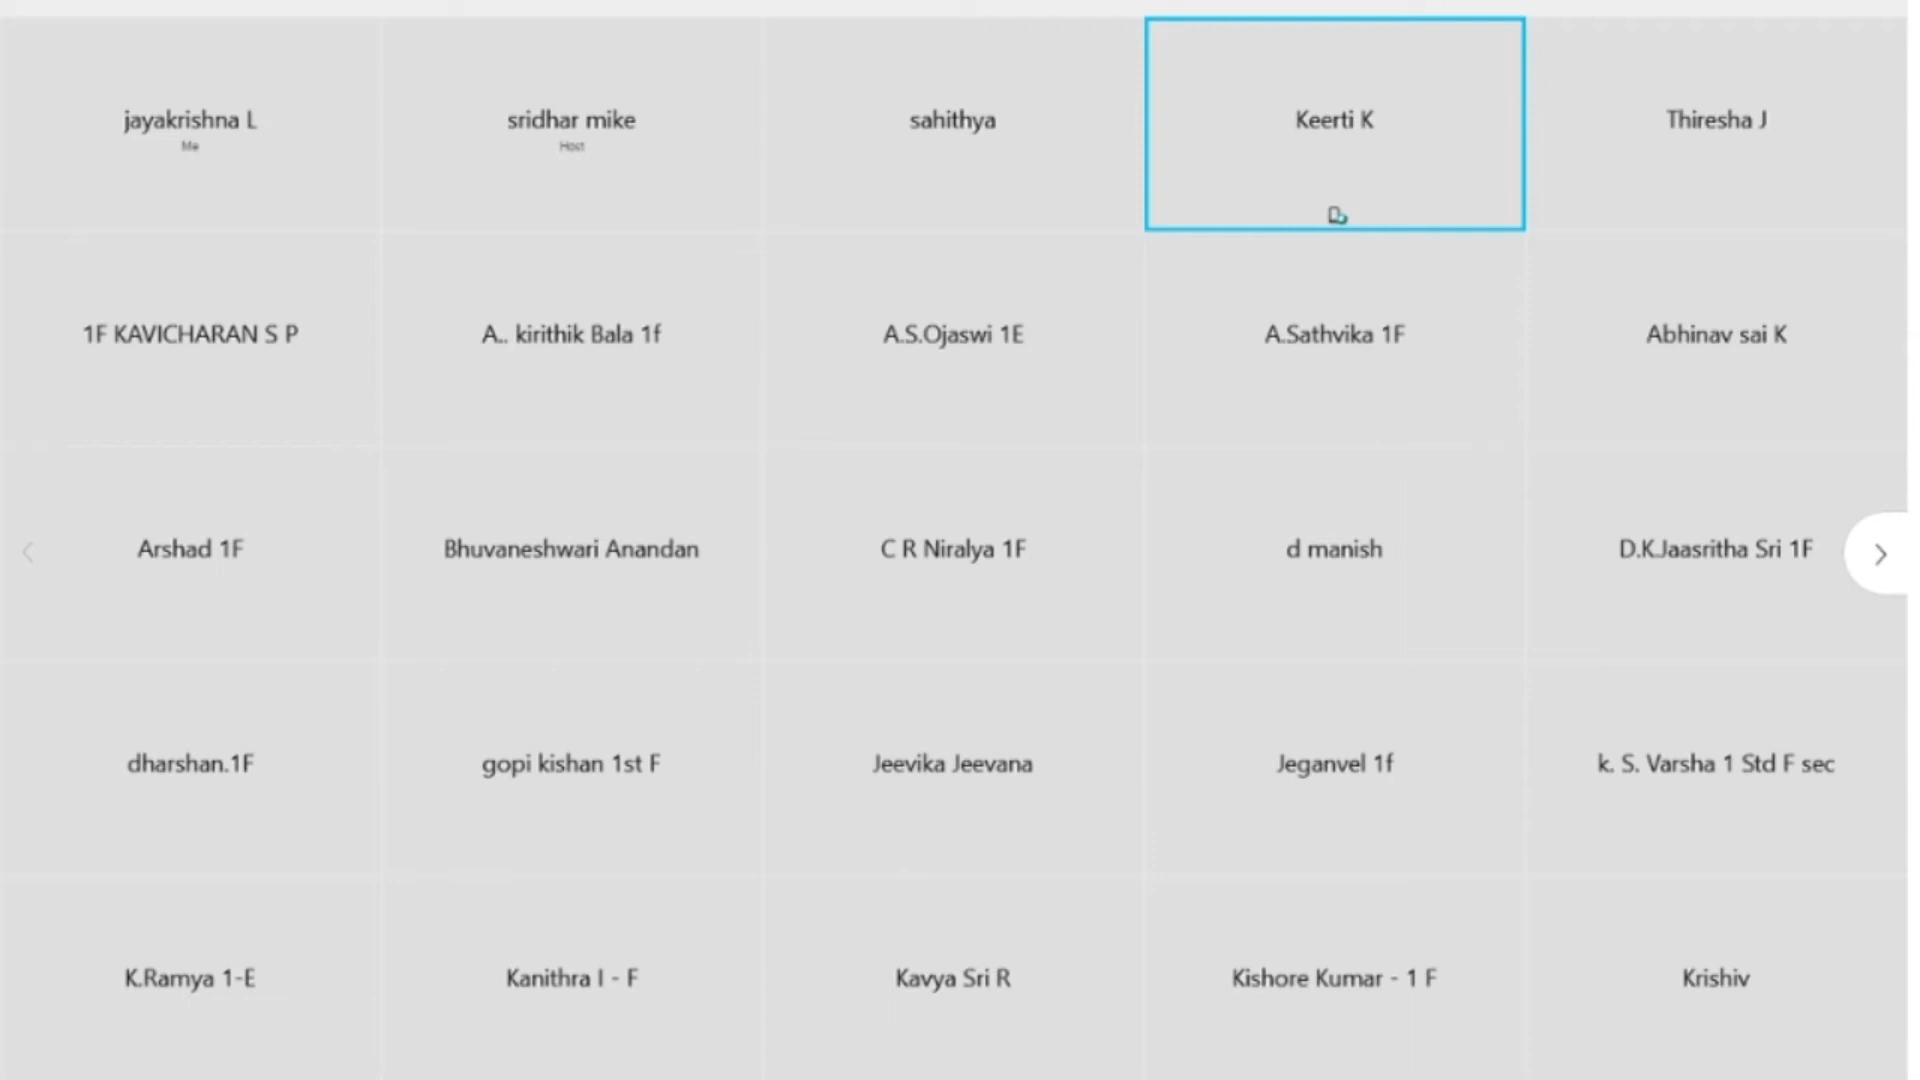 jayakrishna L
Me
sridhar mike
Host
sahithya
Keerti K
Thiresha J
1F KAVICHARAN S P
A.. kirithik Bala 1f
A.S.Ojaswi 1E
A.Sathvika 1F
Abhinav sai K
Arshad 1F
Bhuvaneshwari Anandan
C R Niralya 1F
d manish
D.K.Jaasritha Sri 1F
dharshan.1F
gopi kishan 1st F
Jeevika Jeevana
Jeganvel 1f
k. S. Varsha 1 Std F sec
K.Ramya 1-E
Kanithra I - F
Kavya Sri R
Kishore Kumar - 1 F
Krishiv